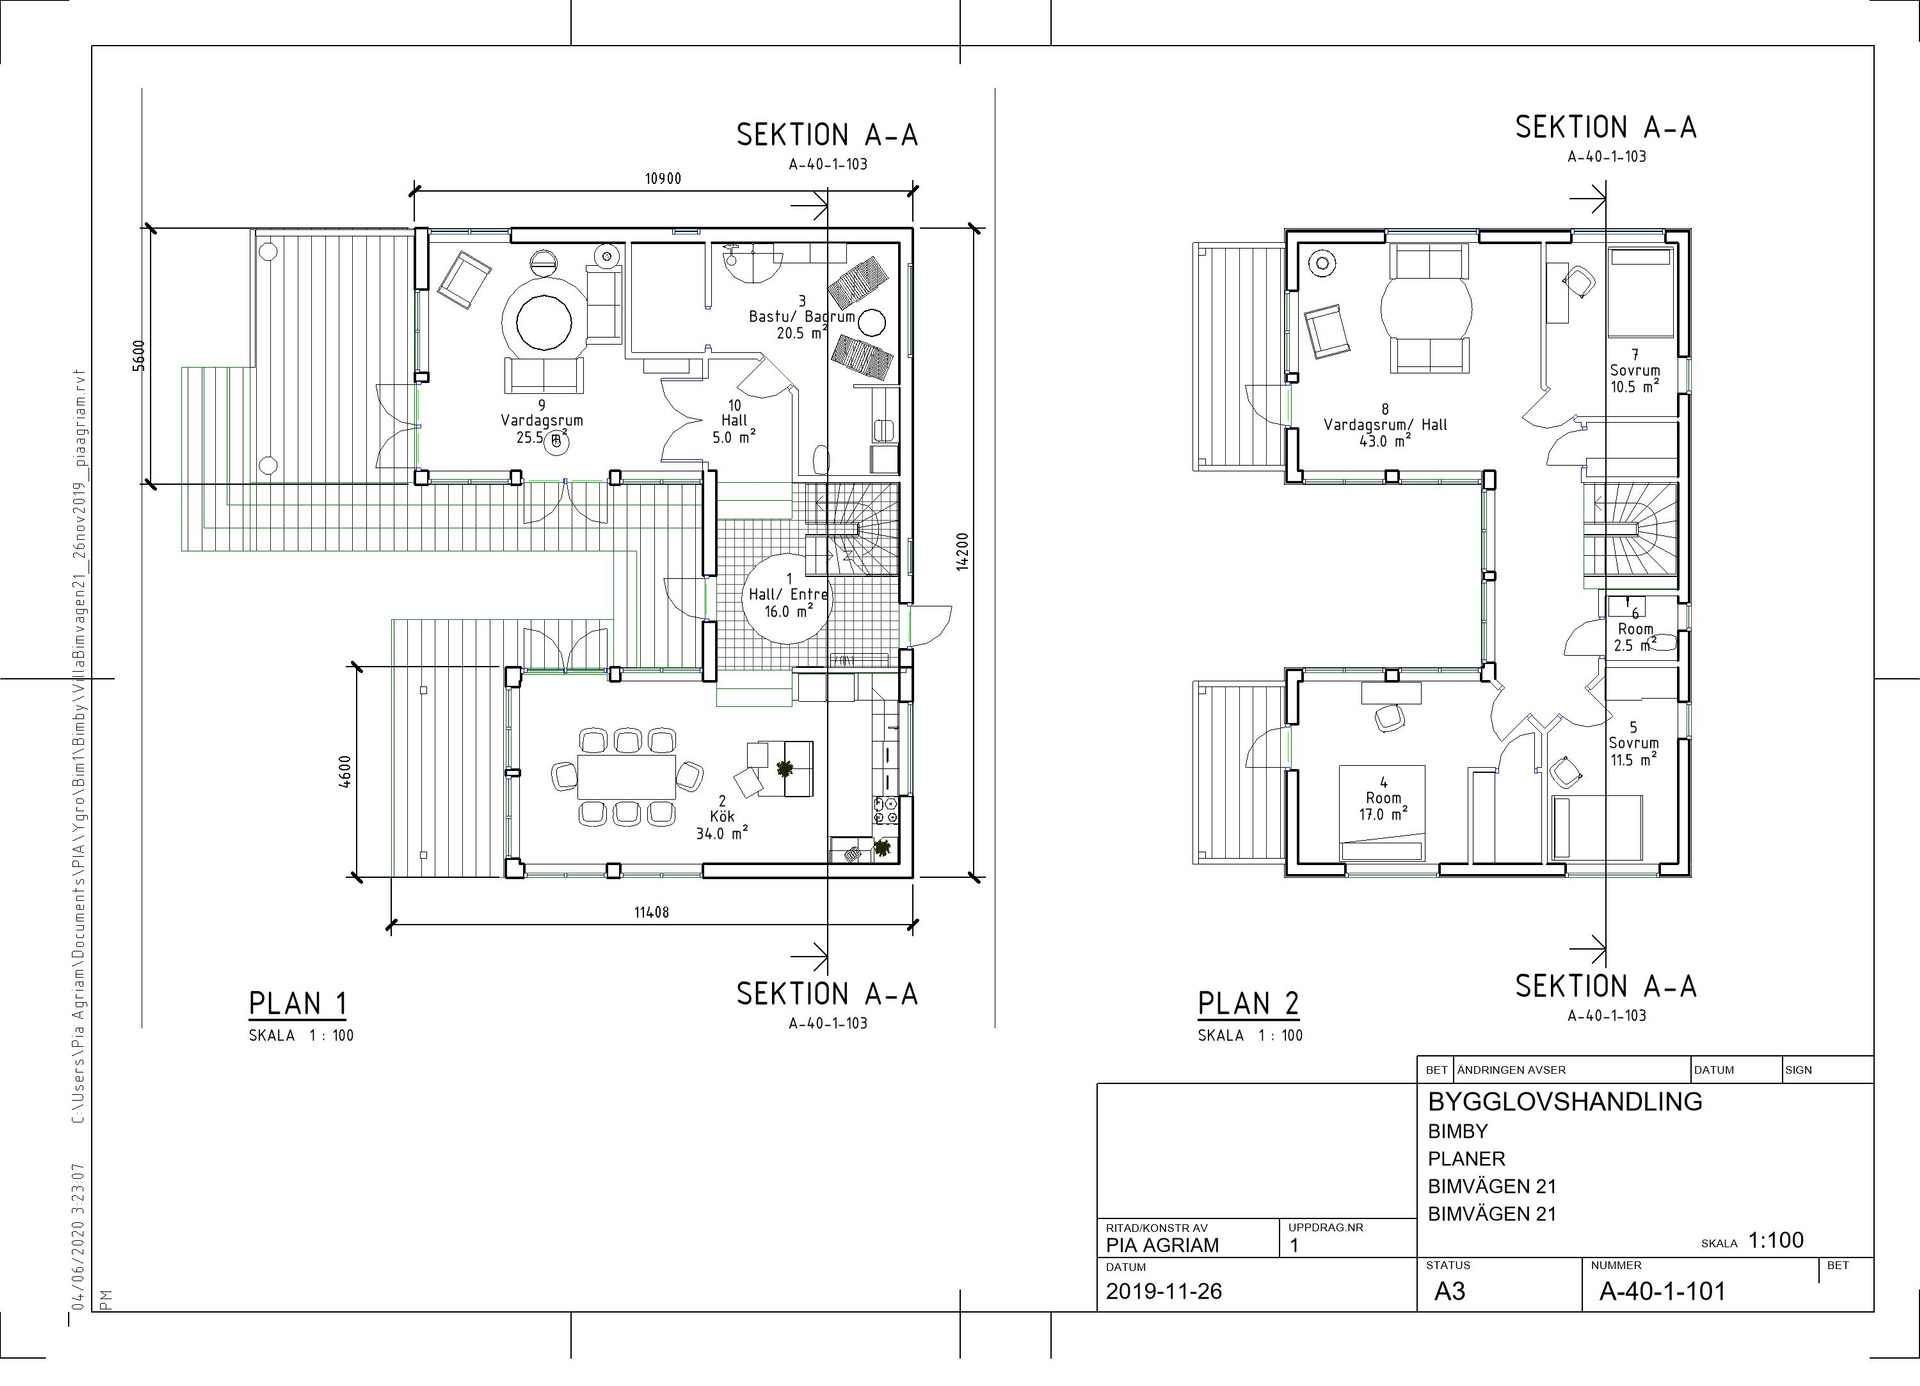 SEKTION A-A
A-40-1-103
10900
5600
14200
4600
11408
3
Bastu/ Badrum
20.5 m²
9
Vardagsrum
25.5 m²
10
Hall
5.0 m²
1
Hall/ Entre
16.0 m²
2
Kök
34.0 m²
SEKTION A-A
A-40-1-103
PLAN 1
SKALA 1 : 100
SEKTION A-A
A-40-1-103
7
Sovrum
10.5 m²
8
Vardagsrum/ Hall
43.0 m²
6
Room
2.5 m²
5
Sovrum
11.5 m²
4
Room
17.0 m²
SEKTION A-A
A-40-1-103
PLAN 2
SKALA 1 : 100
BET ÄNDRINGEN AVSER DATUM SIGN
BYGGLOVSHANDLING
BIMBY
PLANER
BIMVÄGEN 21
BIMVÄGEN 21
SKALA 1:100
RITAD/KONSTR AV
PIA AGRIAM
UPPDRAG.NR
1
DATUM
2019-11-26
STATUS
A3
NUMMER
A-40-1-101
BET
04/06/2020 3:23:07 C:\Users\Pia Agriam\Documents\PIA\Ygro\Bim1\Bimby\VillaBimvagen21_26nov2019_piaagriam.rvt
PM